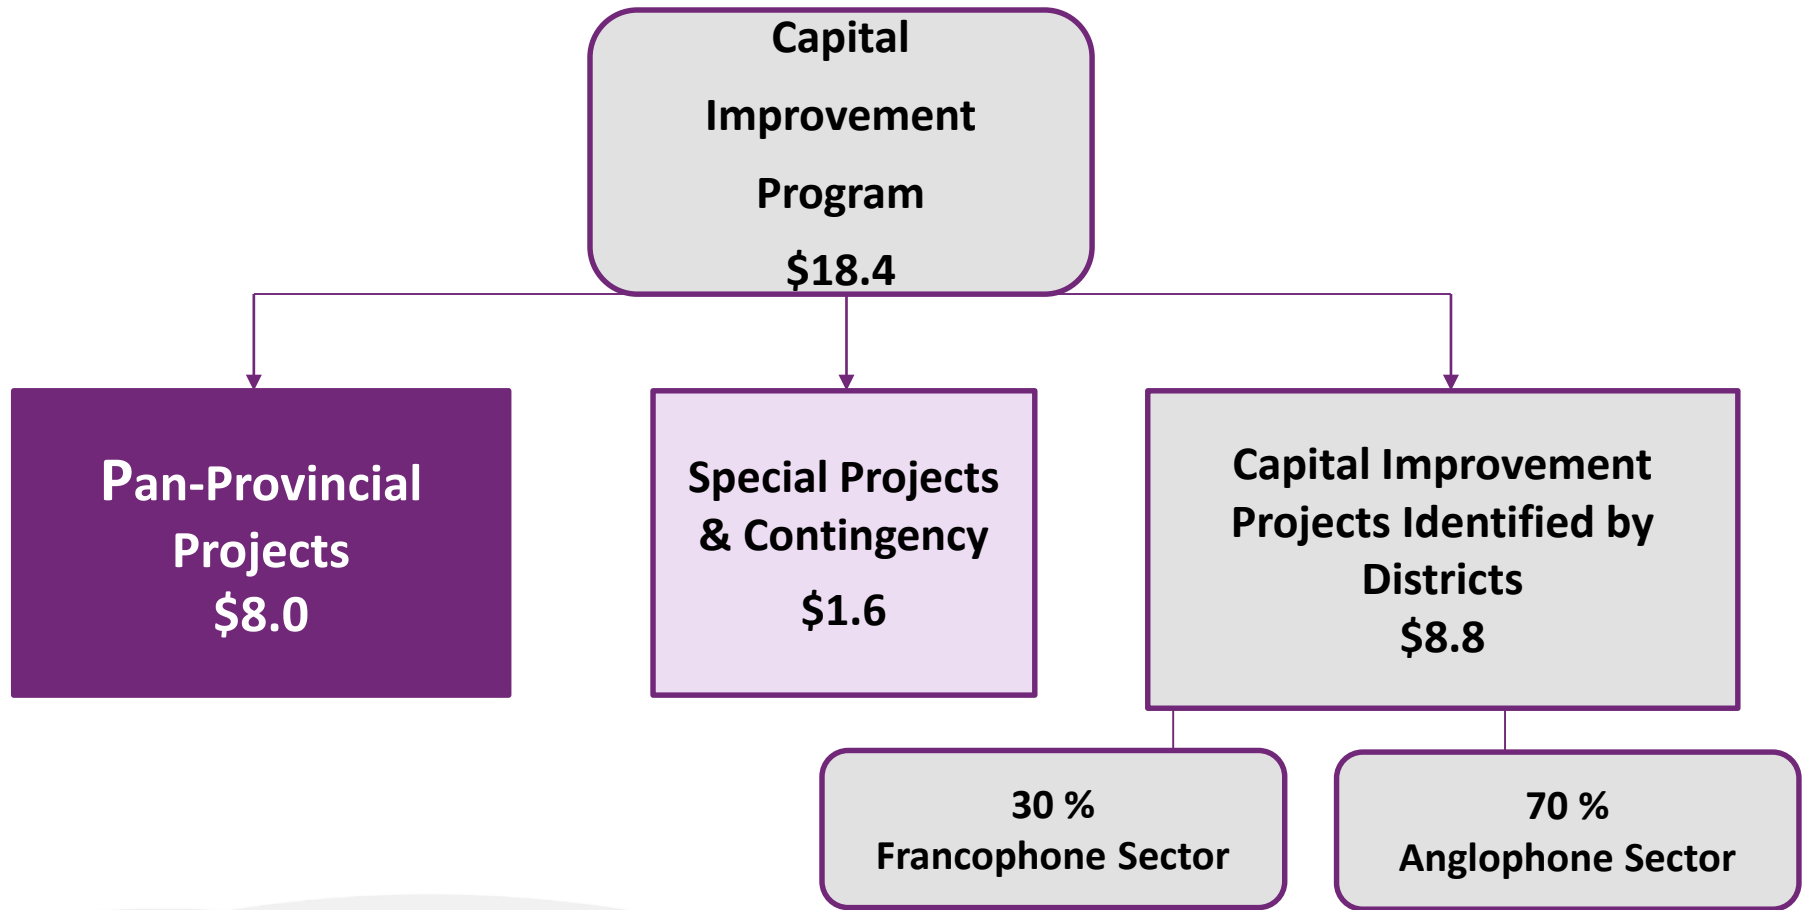 Capital
Improvement
Program
$18.4
Pan-Provincial
Projects
$8.0
Special Projects
& Contingency
$1.6
Capital Improvement
Projects Identified by
Districts
$8.8
30 %
Francophone Sector
70 %
Anglophone Sector